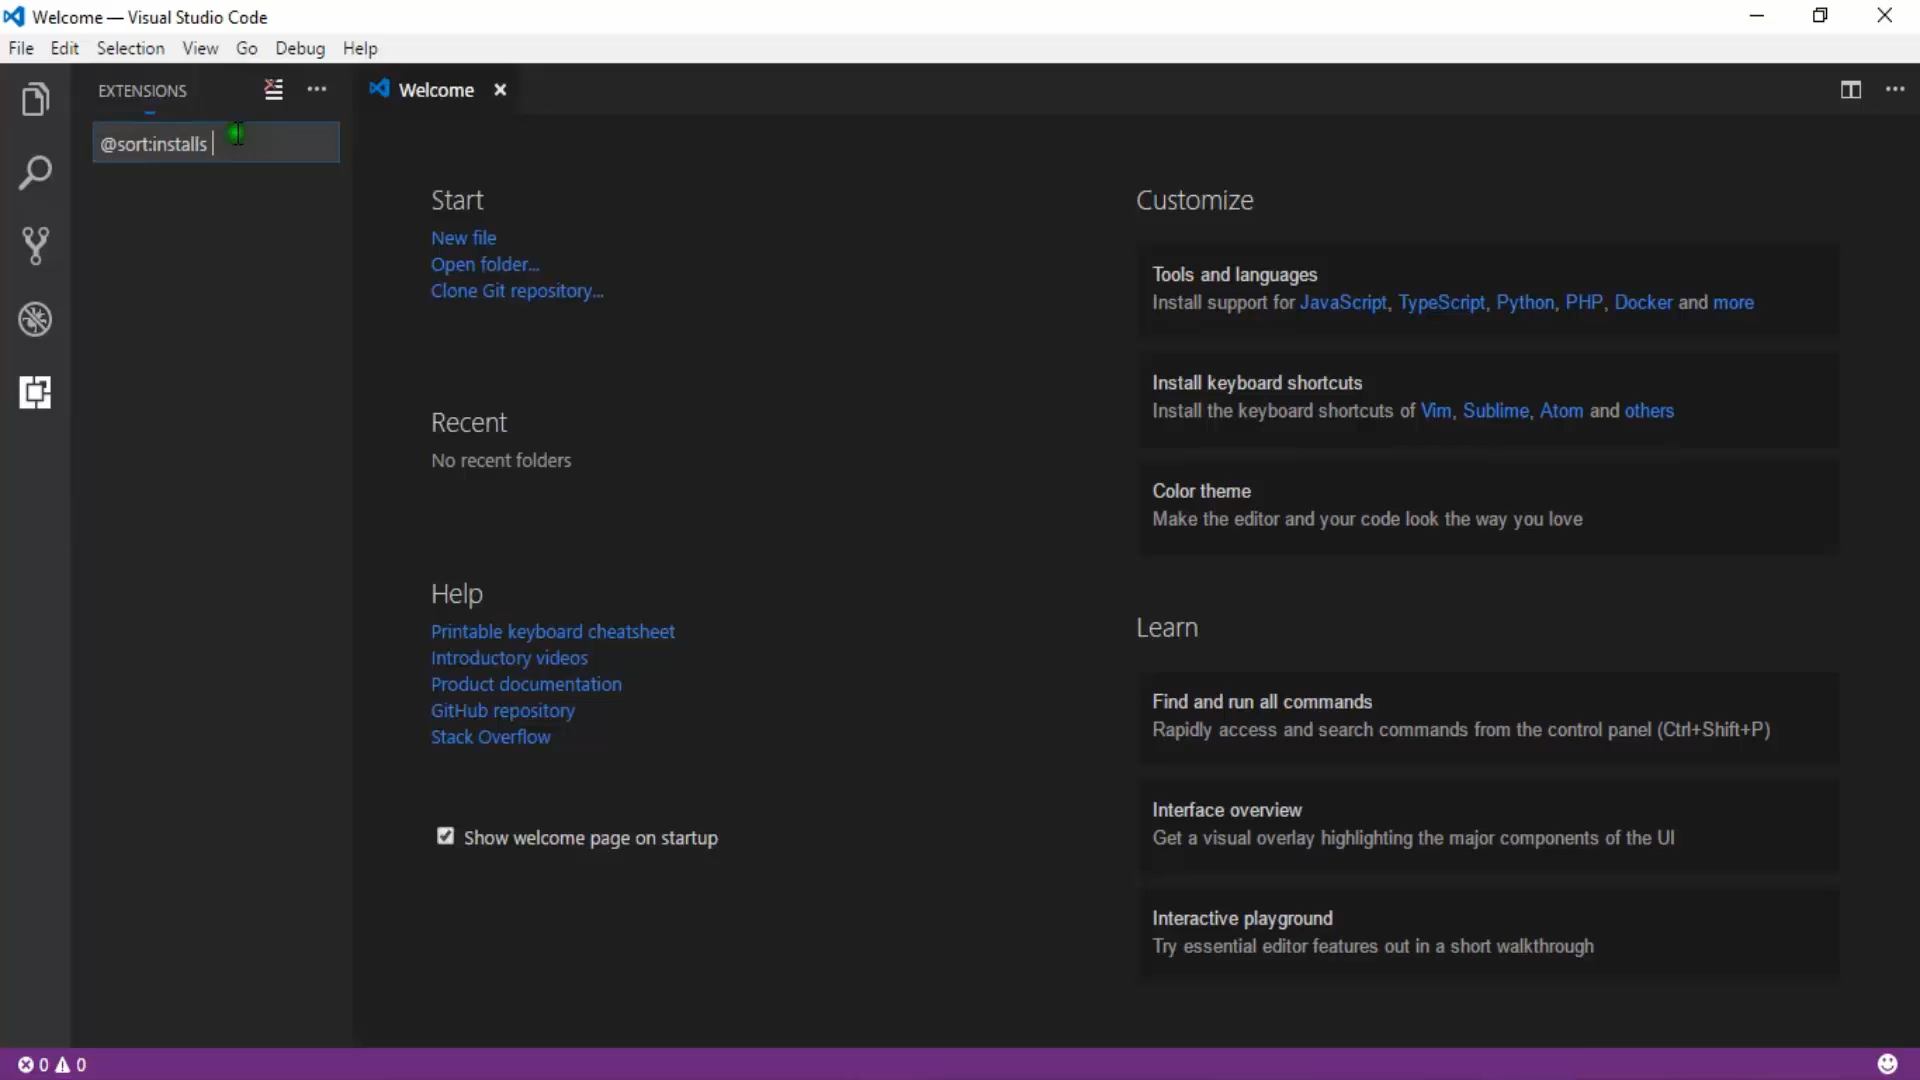 Welcome — Visual Studio Code
File Edit Selection View Go Debug Help
EXTENSIONS
Welcome
@sort:installs
Start
New file
Open folder...
Clone Git repository...
Recent
No recent folders
Help
Printable keyboard cheatsheet
Introductory videos
Product documentation
GitHub repository
Stack Overflow
Show welcome page on startup
Customize
Tools and languages
Install support for JavaScript, TypeScript, Python, PHP, Docker and more
Install keyboard shortcuts
Install the keyboard shortcuts of Vim, Sublime, Atom and others
Color theme
Make the editor and your code look the way you love
Learn
Find and run all commands
Rapidly access and search commands from the control panel (Ctrl+Shift+P)
Interface overview
Get a visual overlay highlighting the major components of the UI
Interactive playground
Try essential editor features out in a short walkthrough
0 0